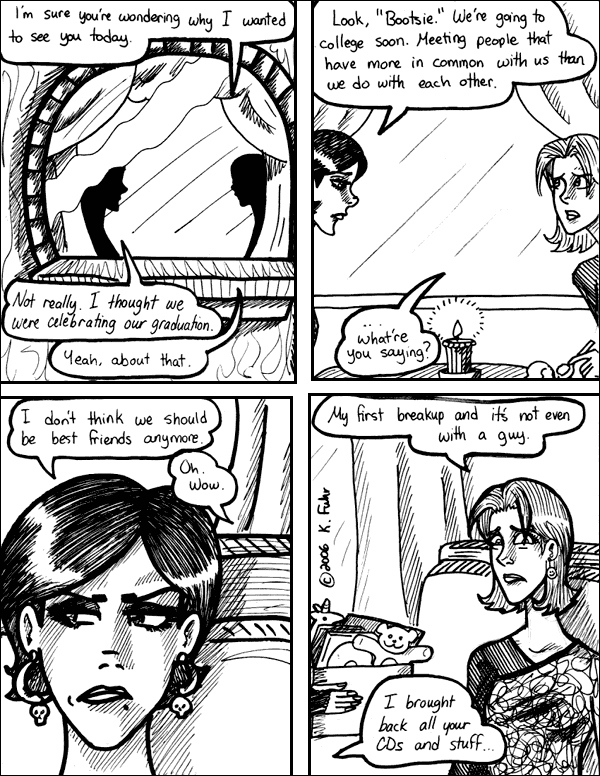 I'm sure you're wondering why I wanted
to see you today.
Not really. I thought we
were celebrating our graduation.
Yeah, about that.
Look, "Bootsie." We're going to
college soon. Meeting people that
have more in common with us than
we do with each other.
...what're
you saying?
I don't think we should
be best friends anymore.
Oh.
Wow.
My first breakup and it's not even
with a guy.
©2006 K. Fuhr
I brought
back all your
CDs and stuff...